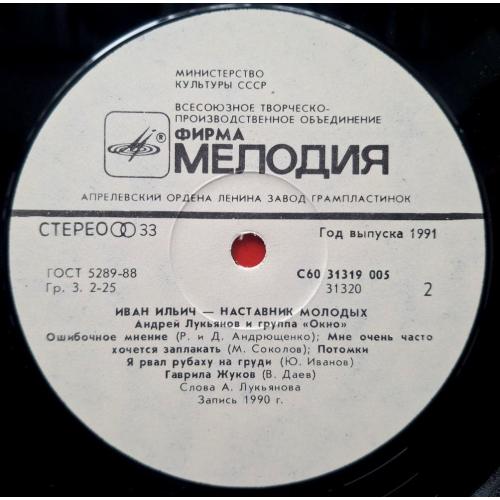 МИНИСТЕРСТВО
КУЛЬТУРЫ СССР
ВСЕСОЮЗНОЕ ТВОРЧЕСКО-
ПРОИЗВОДСТВЕННОЕ ОБЪЕДИНЕНИЕ
ФИРМА
МЕЛОДИЯ
АПРЕЛЕВСКИЙ ОРДЕНА ЛЕНИНА ЗАВОД ГРАМПЛАСТИНОК
СТЕРЕО 33
Год выпуска 1991
ГОСТ 5289-88
С60 31319 005
Гр. 3. 2-25
31320
2
ИВАН ИЛЬИЧ — НАСТАВНИК МОЛОДЫХ
Андрей Лукьянов и группа «Окно»
Ошибочное мнение (Р. и Д. Андрющенко); Мне очень часто
хочется заплакать (М. Соколов); Потомки
Я рвал рубаху на груди (Ю. Иванов)
Гаврила Жуков (В. Даев)
Слова А. Лукьянова
Запись 1990 г.